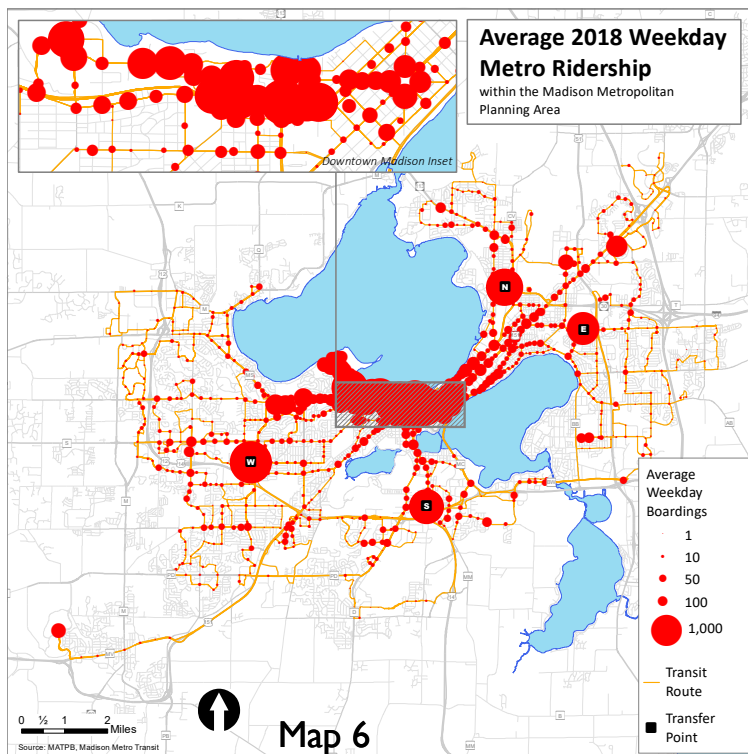 Average 2018 Weekday
Metro Ridership
within the Madison Metropolitan
Planning Area
Downtown Madison Inset
N
E
W
S
Average
Weekday
Boardings
1
10
50
100
1,000
Transit
Route
Transfer
Point
0 ½ 1 2
Miles
Source: MATPB, Madison Metro Transit
Map 6